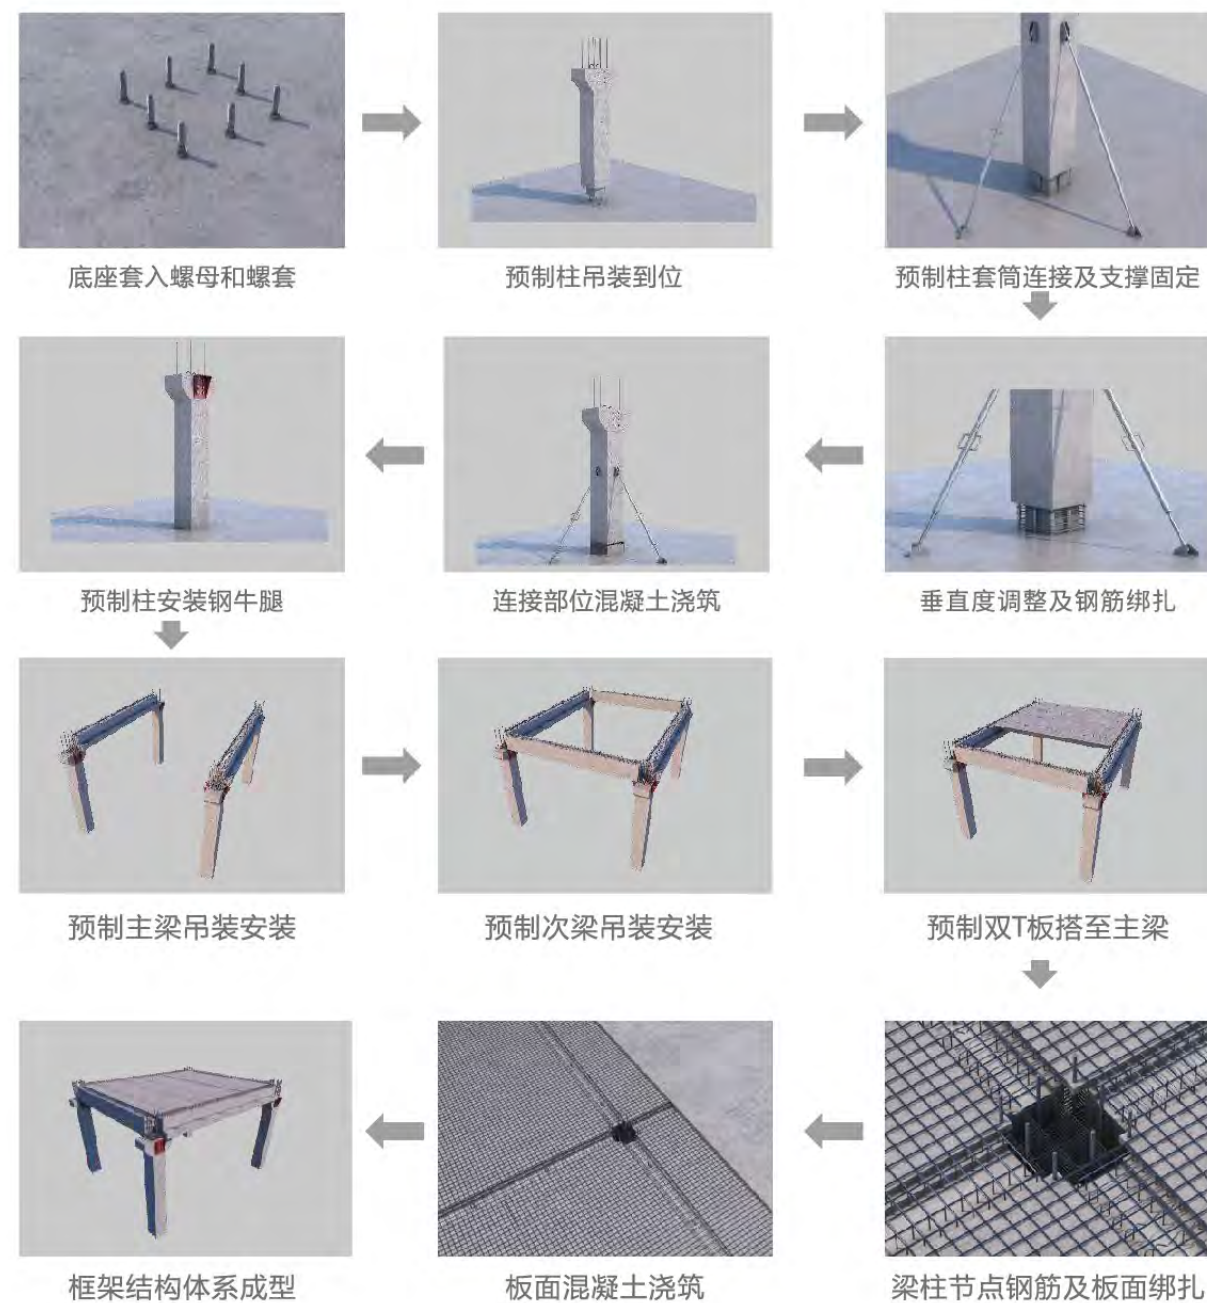 底座套入螺母和螺套
预制柱吊装到位
预制柱套筒连接及支撑固定
垂直度调整及钢筋绑扎
连接部位混凝土浇筑
预制柱安装钢牛腿
预制主梁吊装安装
预制次梁吊装安装
预制双T板搭至主梁
梁柱节点钢筋及板面绑扎
板面混凝土浇筑
框架结构体系成型